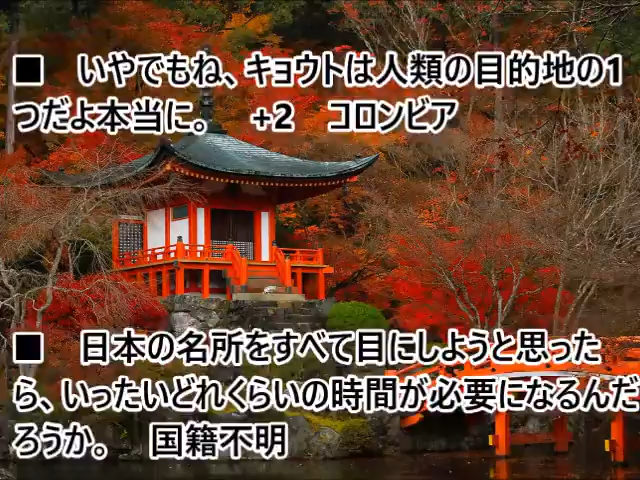 ■　いやでもね、キョウトは人類の目的地の1
つだよ本当に。　+2　コロンビア
■　日本の名所をすべて目にしようと思った
ら、いったいどれくらいの時間が必要になるんだ
ろうか。　国籍不明